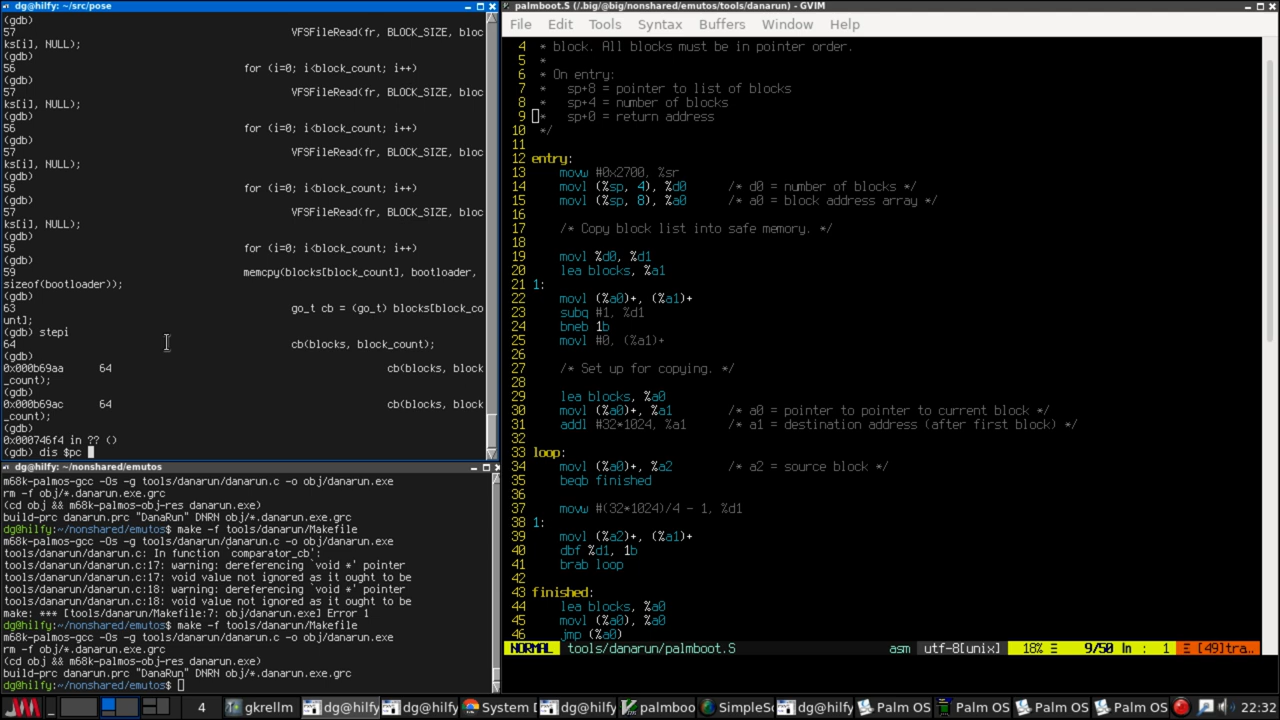 dg@hilfy: ~/src/pose
(gdb)
57 VFSFileRead(fr, BLOCK_SIZE, bloc
ks[i], NULL);
(gdb)
56 for (i=0; i<block_count; i++)
(gdb)
57 VFSFileRead(fr, BLOCK_SIZE, bloc
ks[i], NULL);
(gdb)
56 for (i=0; i<block_count; i++)
(gdb)
57 VFSFileRead(fr, BLOCK_SIZE, bloc
ks[i], NULL);
(gdb)
56 for (i=0; i<block_count; i++)
(gdb)
57 VFSFileRead(fr, BLOCK_SIZE, bloc
ks[i], NULL);
(gdb)
56 for (i=0; i<block_count; i++)
(gdb)
59 memcpy(blocks[block_count], bootloader,
sizeof(bootloader));
(gdb)
63 go_t cb = (go_t) blocks[block_co
unt];
(gdb) stepi
64 cb(blocks, block_count);
(gdb)
0x000b69aa 64 cb(blocks, block
_count);
(gdb)
0x000b69ac 64 cb(blocks, block
_count);
(gdb)
0x000746f4 in ?? ()
(gdb) dis $pc
dg@hilfy: ~/nonshared/emutos
m68k-palmos-gcc -Os -g tools/danarun/danarun.c -o obj/danarun.exe
rm -f obj/*.danarun.exe.grc
(cd obj && m68k-palmos-obj-res danarun.exe)
build-prc danarun.prc "DanaRun" DNRN obj/*.danarun.exe.grc
dg@hilfy:~/nonshared/emutos$ make -f tools/danarun/Makefile
m68k-palmos-gcc -Os -g tools/danarun/danarun.c -o obj/danarun.exe
tools/danarun/danarun.c: In function `comparator_cb':
tools/danarun/danarun.c:17: warning: dereferencing `void *' pointer
tools/danarun/danarun.c:17: void value not ignored as it ought to be
tools/danarun/danarun.c:18: warning: dereferencing `void *' pointer
tools/danarun/danarun.c:18: void value not ignored as it ought to be
make: *** [tools/danarun/Makefile:7: obj/danarun.exe] Error 1
dg@hilfy:~/nonshared/emutos$ make -f tools/danarun/Makefile
m68k-palmos-gcc -Os -g tools/danarun/danarun.c -o obj/danarun.exe
rm -f obj/*.danarun.exe.grc
(cd obj && m68k-palmos-obj-res danarun.exe)
build-prc danarun.prc "DanaRun" DNRN obj/*.danarun.exe.grc
dg@hilfy:~/nonshared/emutos$
palmboot.S (/.big/@/big/nonshared/emutos/tools/danarun) - GVIM
File Edit Tools Syntax Buffers Window Help
4 * block. All blocks must be in pointer order.
5 *
6 * On entry:
7 * sp+8 = pointer to list of blocks
8 * sp+4 = number of blocks
9 * sp+0 = return address
10 */
11
12 entry:
13 movw #0x2700, %sr
14 movl (%sp, 4), %d0 /* d0 = number of blocks */
15 movl (%sp, 8), %a0 /* a0 = block address array */
16
17 /* Copy block list into safe memory. */
18
19 movl %d0, %d1
20 lea blocks, %a1
21 1:
22 movl (%a0)+, (%a1)+
23 subq #1, %d1
24 bneb 1b
25 movl #0, (%a1)+
26
27 /* Set up for copying. */
28
29 lea blocks, %a0
30 movl (%a0)+, %a1 /* a0 = pointer to pointer to current block */
31 addl #32*1024, %a1 /* a1 = destination address (after first block) */
32
33 loop:
34 movl (%a0)+, %a2 /* a2 = source block */
35 beqb finished
36
37 movw #(32*1024)/4 - 1, %d1
38 1:
39 movl (%a2)+, (%a1)+
40 dbf %d1, 1b
41 brab loop
42
43 finished:
44 lea blocks, %a0
45 movl (%a0), %a0
46 jmp (%a0)
NORMAL tools/danarun/palmboot.S asm utf-8[unix] 18% Ξ 9/50 ln : 1 Ξ [49]tra..
4 gkrellm dg@hilfy dg@hilfy System dg@hilfy palmboo SimpleSc dg@hilfy Palm OS Palm OS Palm OS Palm OS 22:32